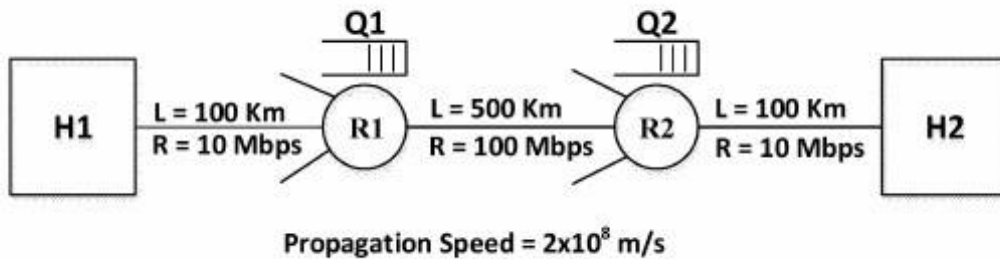 Q1 Q2
H1 L = 100 Km R = 10 Mbps R1 L = 500 Km R = 100 Mbps R2 L = 100 Km R = 10 Mbps H2
Propagation Speed = 2x10⁸ m/s